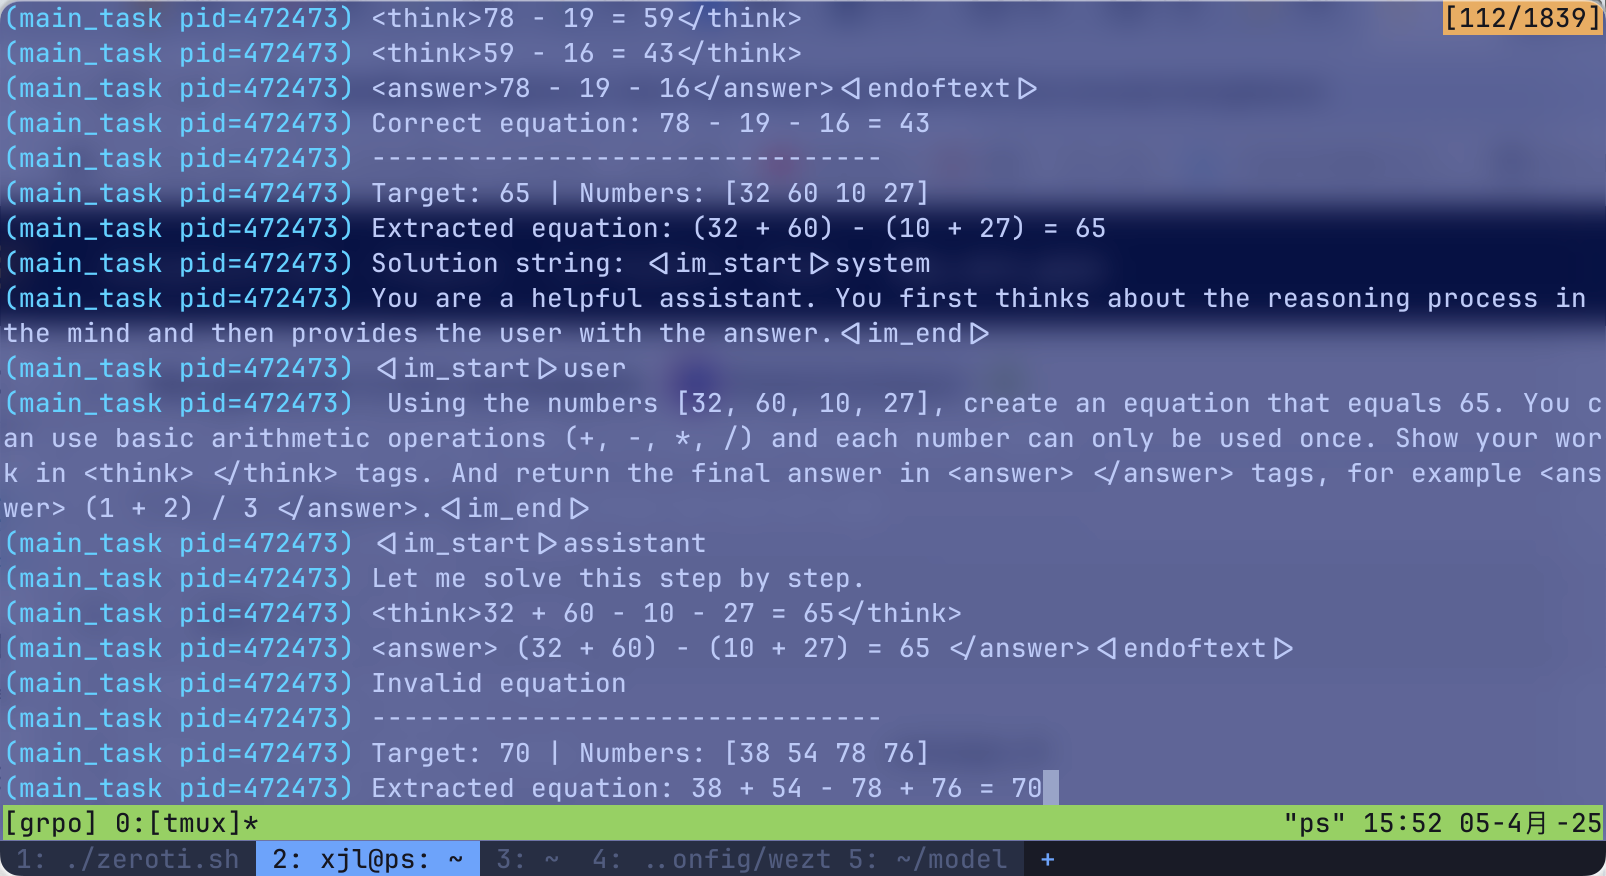 (main_task pid=472473) <think>78 - 19 = 59</think> [112/1839]
(main_task pid=472473) <think>59 - 16 = 43</think>
(main_task pid=472473) <answer>78 - 19 - 16</answer><|endoftext|>
(main_task pid=472473) Correct equation: 78 - 19 - 16 = 43
(main_task pid=472473) --------------------------------
(main_task pid=472473) Target: 65 | Numbers: [32 60 10 27]
(main_task pid=472473) Extracted equation: (32 + 60) - (10 + 27) = 65
(main_task pid=472473) Solution string: <|im_start|>system
(main_task pid=472473) You are a helpful assistant. You first thinks about the reasoning process in
the mind and then provides the user with the answer.<|im_end|>
(main_task pid=472473) <|im_start|>user
(main_task pid=472473)  Using the numbers [32, 60, 10, 27], create an equation that equals 65. You c
an use basic arithmetic operations (+, -, *, /) and each number can only be used once. Show your wor
k in <think> </think> tags. And return the final answer in <answer> </answer> tags, for example <ans
wer> (1 + 2) / 3 </answer>.<|im_end|>
(main_task pid=472473) <|im_start|>assistant
(main_task pid=472473) Let me solve this step by step.
(main_task pid=472473) <think>32 + 60 - 10 - 27 = 65</think>
(main_task pid=472473) <answer> (32 + 60) - (10 + 27) = 65 </answer><|endoftext|>
(main_task pid=472473) Invalid equation
(main_task pid=472473) --------------------------------
(main_task pid=472473) Target: 70 | Numbers: [38 54 78 76]
(main_task pid=472473) Extracted equation: 38 + 54 - 78 + 76 = 70
[grpo] 0:[tmux]* "ps" 15:52 05-4月-25
1: ./zeroti.sh 2: xjl@ps: ~ 3: ~ 4: ..onfig/wezt 5: ~/model +